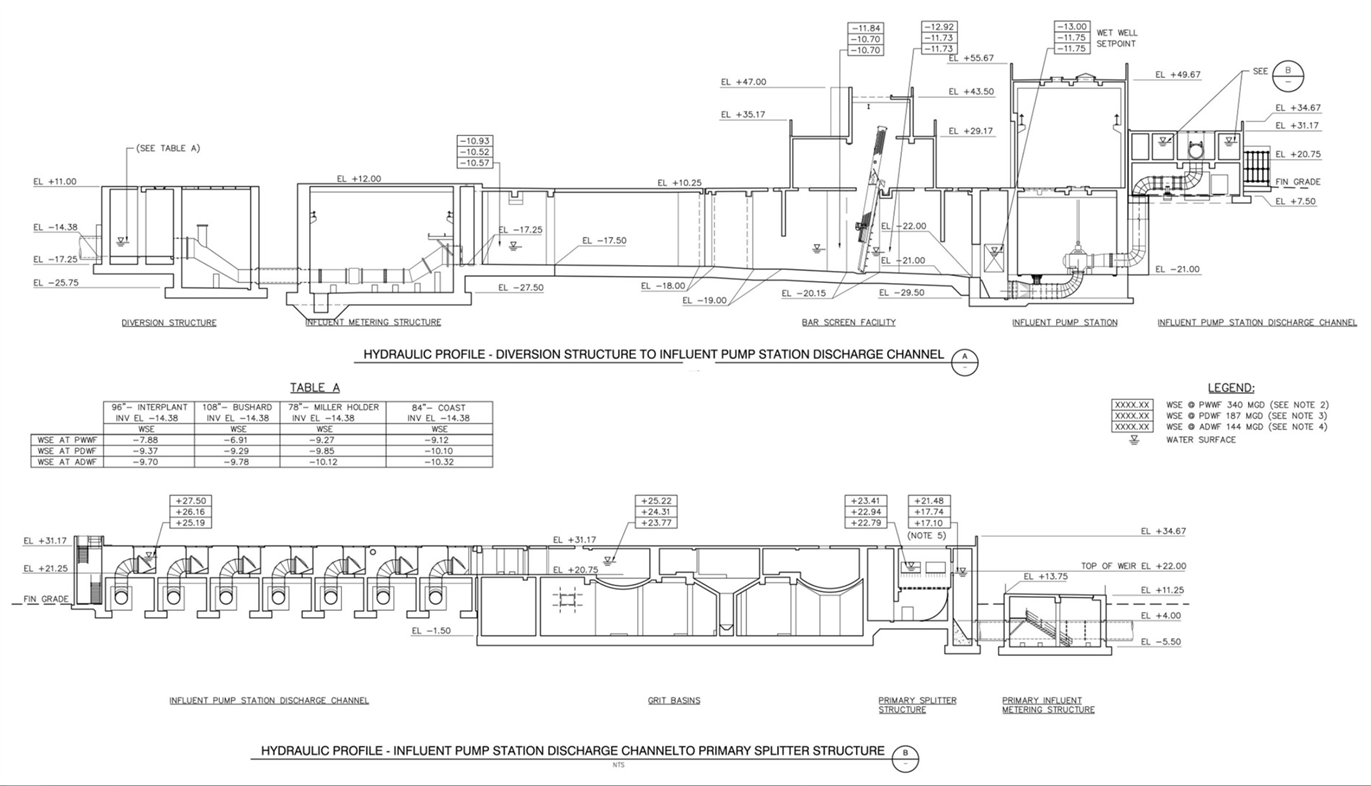 -11.84
-10.70
-10.70
-12.92
-11.73
-11.73
-13.00
-11.75
-11.75
WET WELL
SETPOINT
EL +55.67
EL +47.00
EL +43.50
EL +49.67
SEE
B
-
EL +35.17
EL +29.17
EL +34.67
EL +31.17
-10.93
-10.52
-10.57
(SEE TABLE A)
EL +20.75
EL +11.00
EL +12.00
EL +10.25
FIN GRADE
EL +7.50
EL -14.38
-17.25
-17.50
-22.00
EL -17.25
-21.00
EL -21.00
EL -25.75
EL -27.50
-18.00
-19.00
-20.15
EL -29.50
DIVERSION STRUCTURE
INFLUENT METERING STRUCTURE
BAR SCREEN FACILITY
INFLUENT PUMP STATION
INFLUENT PUMP STATION DISCHARGE CHANNEL
HYDRAULIC PROFILE - DIVERSION STRUCTURE TO INFLUENT PUMP STATION DISCHARGE CHANNEL
A
-
TABLE A
96"- INTERPLANT 108"- BUSHARD 78"- MILLER HOLDER 84"- COAST
INV EL -14.38 INV EL -14.38 INV EL -14.38 INV EL -14.38
WSE WSE WSE WSE
WSE AT PWWF -7.88 -6.91 -9.27 -9.12
WSE AT PDWF -9.37 -9.29 -9.85 -10.10
WSE AT ADWF -9.70 -9.78 -10.12 -10.32
LEGEND:
XXXX.XX WSE @ PWWF 340 MGD (SEE NOTE 2)
XXXX.XX WSE @ PDWF 187 MGD (SEE NOTE 3)
XXXX.XX WSE @ ADWF 144 MGD (SEE NOTE 4)
WATER SURFACE
+27.50
+26.16
+25.19
+25.22
+24.31
+23.77
+23.41
+22.94
+22.79
+21.48
+17.74
+17.10
(NOTE 5)
EL +31.17
EL +31.17
EL +34.67
EL +21.25
EL +20.75
TOP OF WEIR EL +22.00
EL +13.75
EL +11.25
FIN GRADE
EL -1.50
EL +4.00
EL -5.50
INFLUENT PUMP STATION DISCHARGE CHANNEL
GRIT BASINS
PRIMARY SPLITTER
STRUCTURE
PRIMARY INFLUENT
METERING STRUCTURE
HYDRAULIC PROFILE - INFLUENT PUMP STATION DISCHARGE CHANNELTO PRIMARY SPLITTER STRUCTURE
B
-
NTS